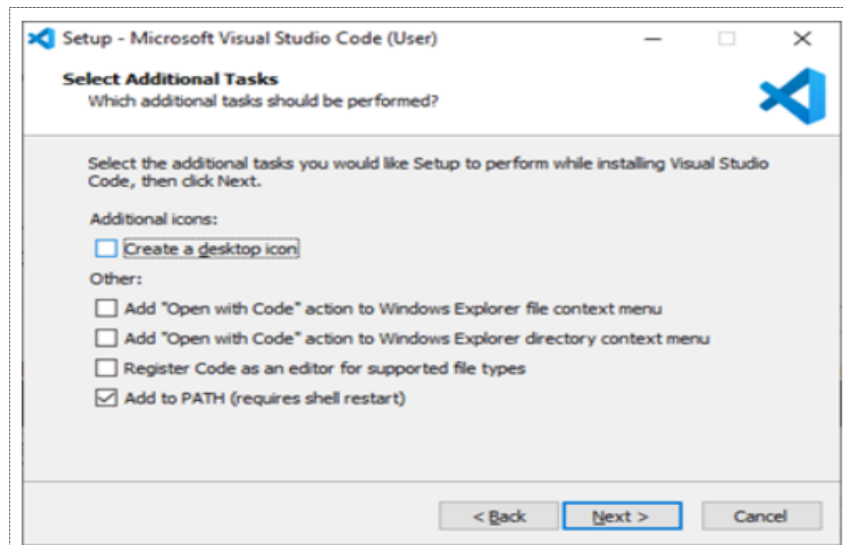 Setup - Microsoft Visual Studio Code (User)
Select Additional Tasks
Which additional tasks should be performed?
Select the additional tasks you would like Setup to perform while installing Visual Studio
Code, then click Next.
Additional icons:
Create a desktop icon
Other:
Add "Open with Code" action to Windows Explorer file context menu
Add "Open with Code" action to Windows Explorer directory context menu
Register Code as an editor for supported file types
Add to PATH (requires shell restart)
< Back Next > Cancel